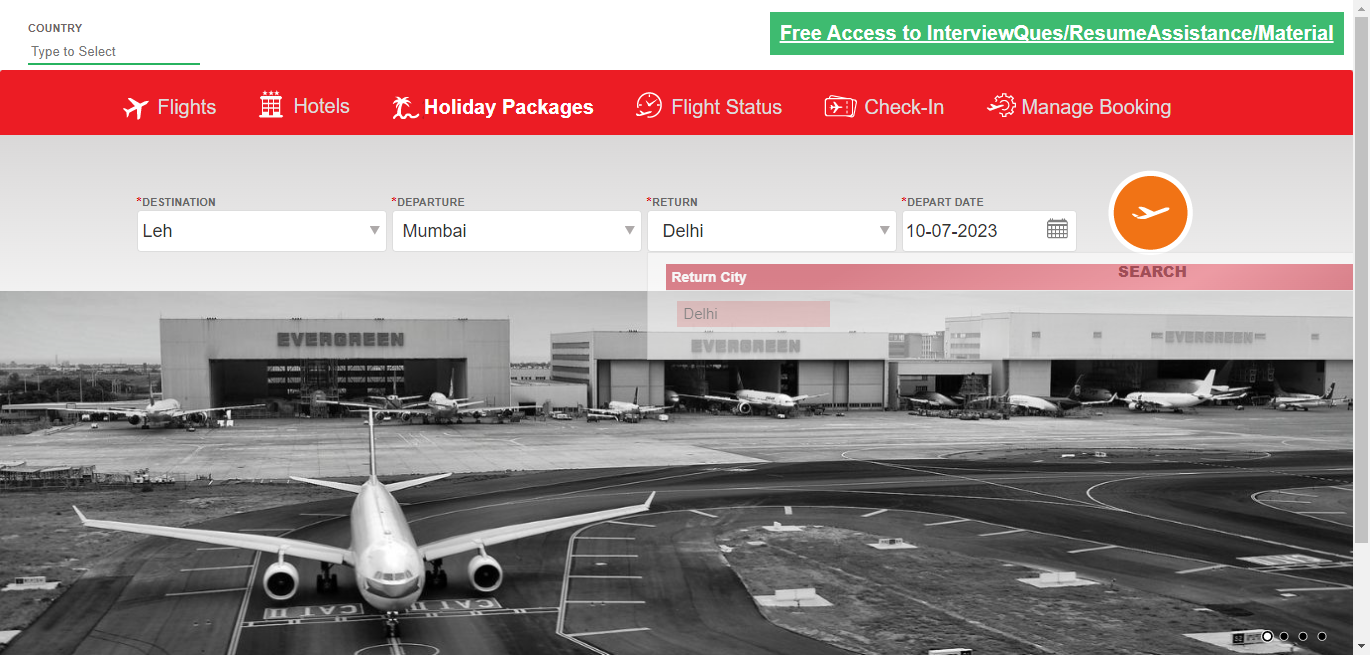 COUNTRY
Type to Select
Free Access to InterviewQues/ResumeAssistance/Material
Flights
Hotels
Holiday Packages
Flight Status
Check-In
Manage Booking
*DESTINATION
*DEPARTURE
*RETURN
*DEPART DATE
Leh
Mumbai
Delhi
10-07-2023
SEARCH
Return City
Delhi
EVERGREEN
EVERGREEN
EVERGREEN
CAT II
CAT II